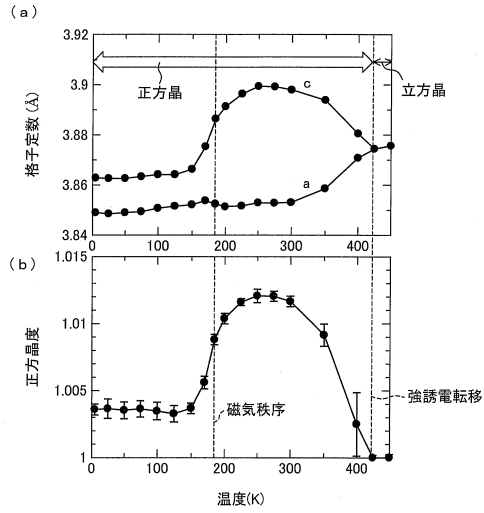 (a)
3.92
3.9
3.88
3.86
3.84
格子定数(Å)
正方晶
立方晶
c
a
0 100 200 300 400
(b)
1.015
1.01
1.005
1
正方晶度
磁気秩序
強誘電転移
0 100 200 300 400
温度(K)